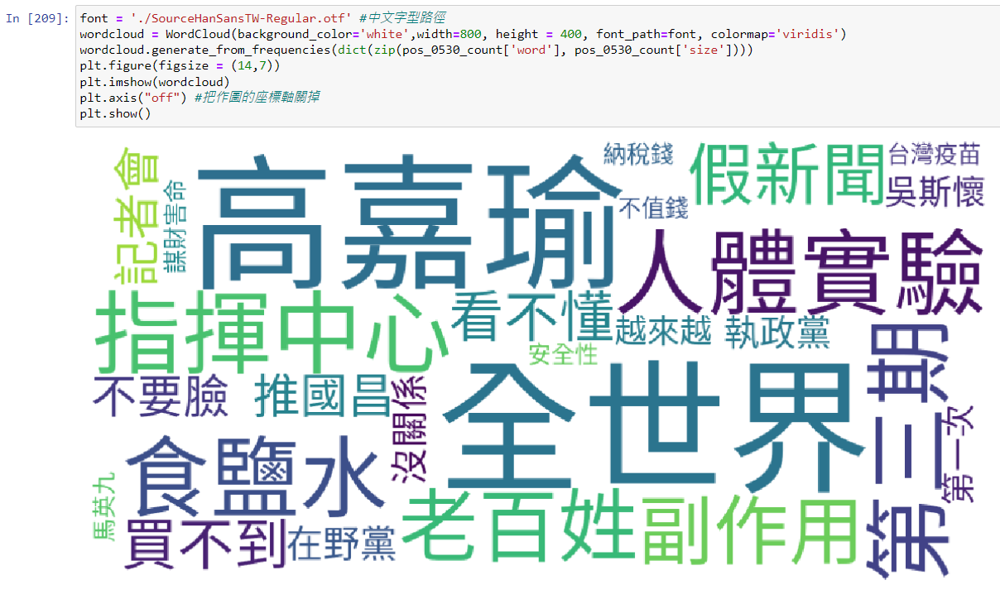 In [209]:
font = './SourceHanSansTW-Regular.otf' #中文字型路徑
wordcloud = WordCloud(background_color='white',width=800, height = 400, font_path=font, colormap='viridis')
wordcloud.generate_from_frequencies(dict(zip(pos_0530_count['word'], pos_0530_count['size'])))
plt.figure(figsize = (14,7))
plt.imshow(wordcloud)
plt.axis("off") #把作圖的座標軸關掉
plt.show()
記者會
謀財害命
高嘉瑜
納稅錢
不值錢
假新聞
台灣疫苗
吳斯懷
人體實驗
指揮中心
看不懂
越來越
執政黨
安全性
不要臉
推國昌
沒關係
全世界
第三期
第一次
食鹽水
馬英九
買不到
在野黨
老百姓
副作用